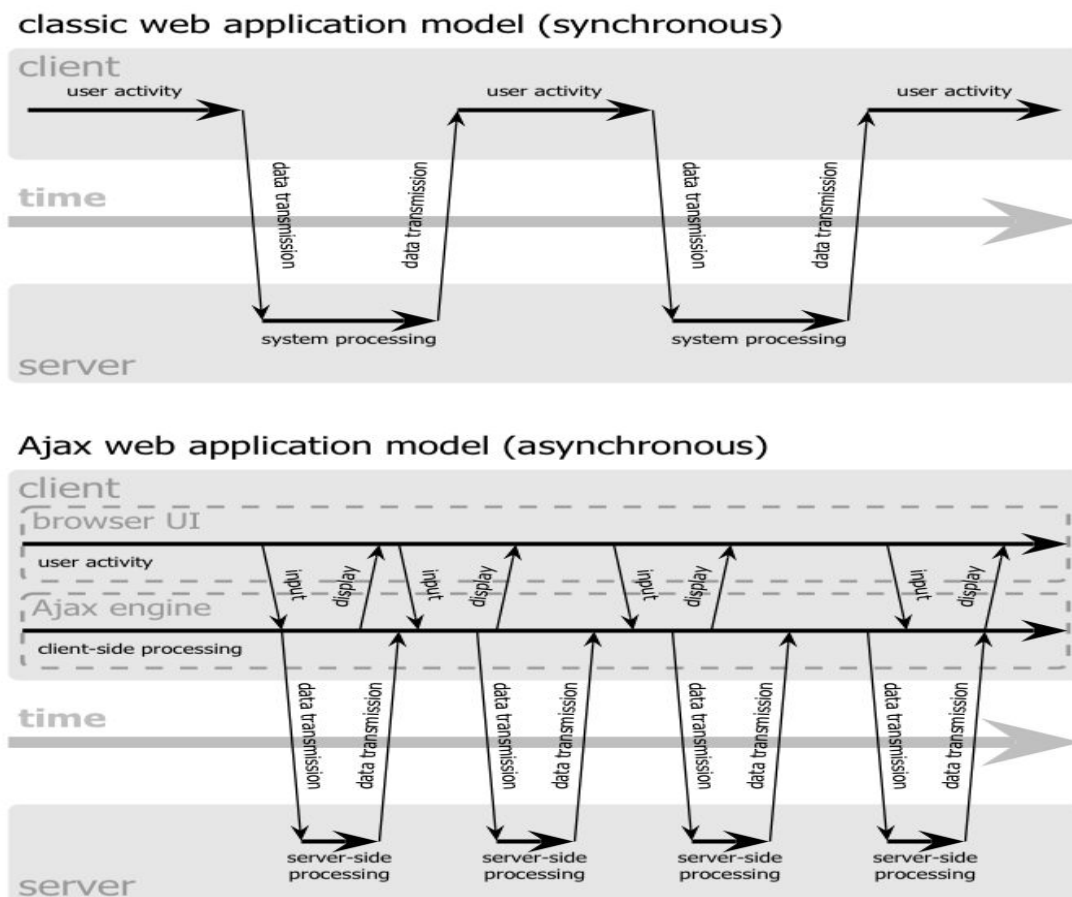 classic web application model (synchronous)
client
user activity
user activity
user activity
data transmission
data transmission
data transmission
data transmission
time
system processing
system processing
server
Ajax web application model (asynchronous)
client
browser UI
user activity
input
display
input
display
input
display
input
display
Ajax engine
client-side processing
data transmission
data transmission
data transmission
data transmission
data transmission
data transmission
data transmission
data transmission
time
server-side
processing
server-side
processing
server-side
processing
server-side
processing
server